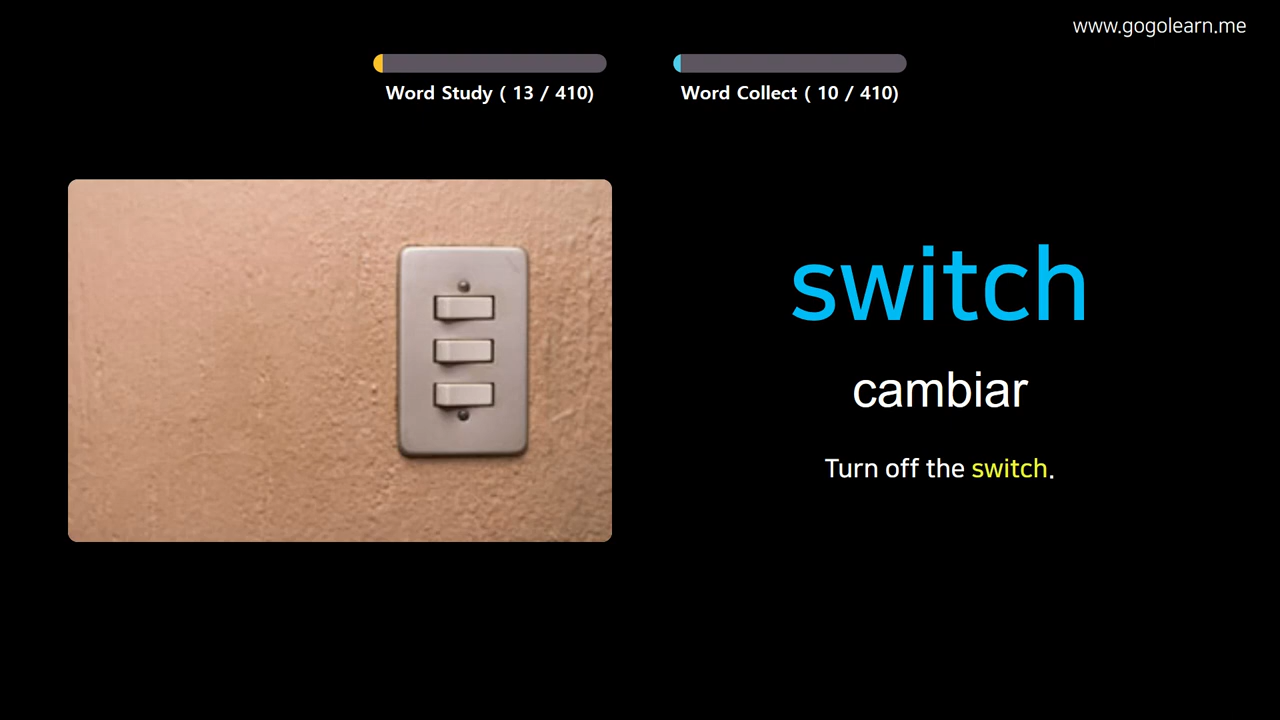 www.gogolearn.me
Word Study ( 13 / 410)
Word Collect ( 10 / 410)
switch
cambiar
Turn off the switch.